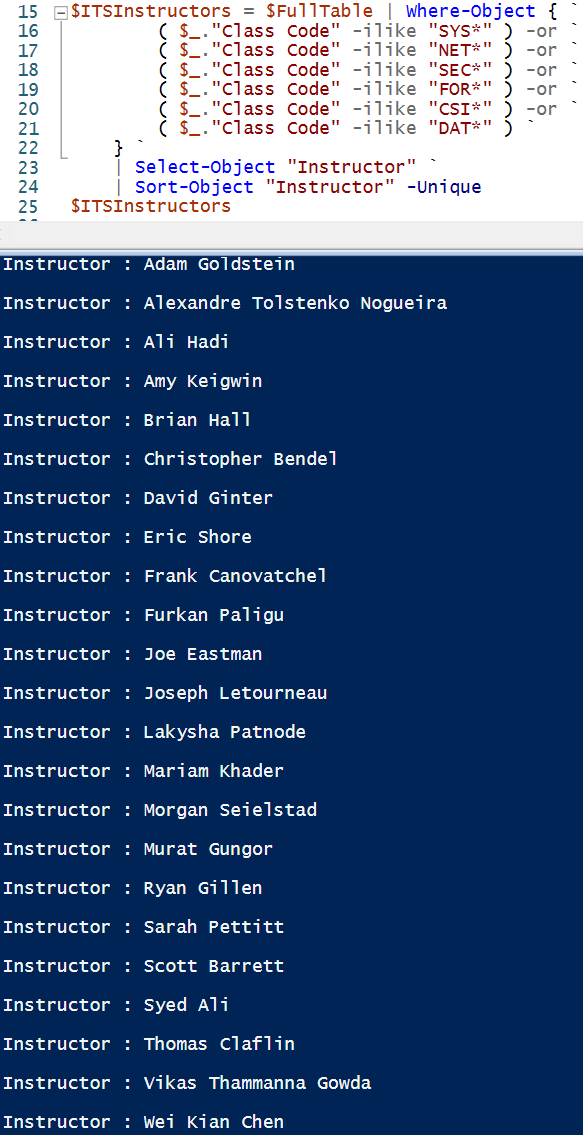 15 $ITSInstructors = $FullTable | Where-Object { `
16 ( $_."Class Code" -ilike "SYS*" ) -or `
17 ( $_."Class Code" -ilike "NET*" ) -or `
18 ( $_."Class Code" -ilike "SEC*" ) -or `
19 ( $_."Class Code" -ilike "FOR*" ) -or `
20 ( $_."Class Code" -ilike "CSI*" ) -or `
21 ( $_."Class Code" -ilike "DAT*" ) `
22 } `
23 | Select-Object "Instructor" `
24 | Sort-Object "Instructor" -Unique
25 $ITSInstructors
Instructor : Adam Goldstein
Instructor : Alexandre Tolstenko Nogueira
Instructor : Ali Hadi
Instructor : Amy Keigwin
Instructor : Brian Hall
Instructor : Christopher Bendel
Instructor : David Ginter
Instructor : Eric Shore
Instructor : Frank Canovatchel
Instructor : Furkan Paligu
Instructor : Joe Eastman
Instructor : Joseph Letourneau
Instructor : Lakysha Patnode
Instructor : Mariam Khader
Instructor : Morgan Seielstad
Instructor : Murat Gungor
Instructor : Ryan Gillen
Instructor : Sarah Pettitt
Instructor : Scott Barrett
Instructor : Syed Ali
Instructor : Thomas Claflin
Instructor : Vikas Thammanna Gowda
Instructor : Wei Kian Chen